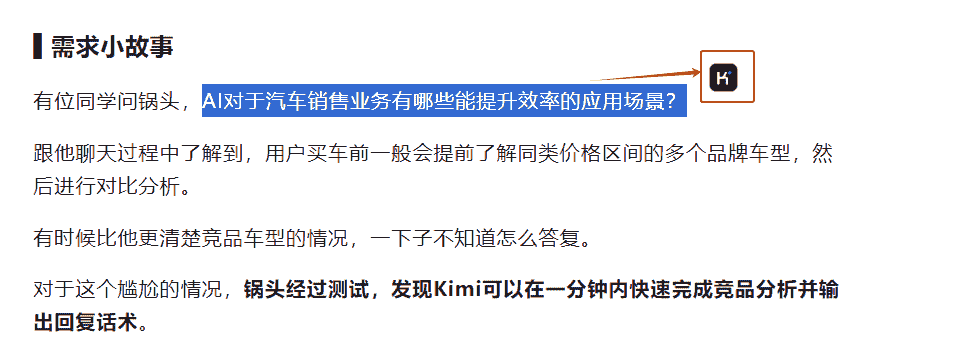 需求小故事
有位同学问锅头，AI对于汽车销售业务有哪些能提升效率的应用场景？
K
跟他聊天过程中了解到，用户买车前一般会提前了解同类价格区间的多个品牌车型，然
后进行对比分析。
有时候比他更清楚竞品车型的情况，一下子不知道怎么答复。
对于这个尴尬的情况，锅头经过测试，发现Kimi可以在一分钟内快速完成竞品分析并输
出回复话术。